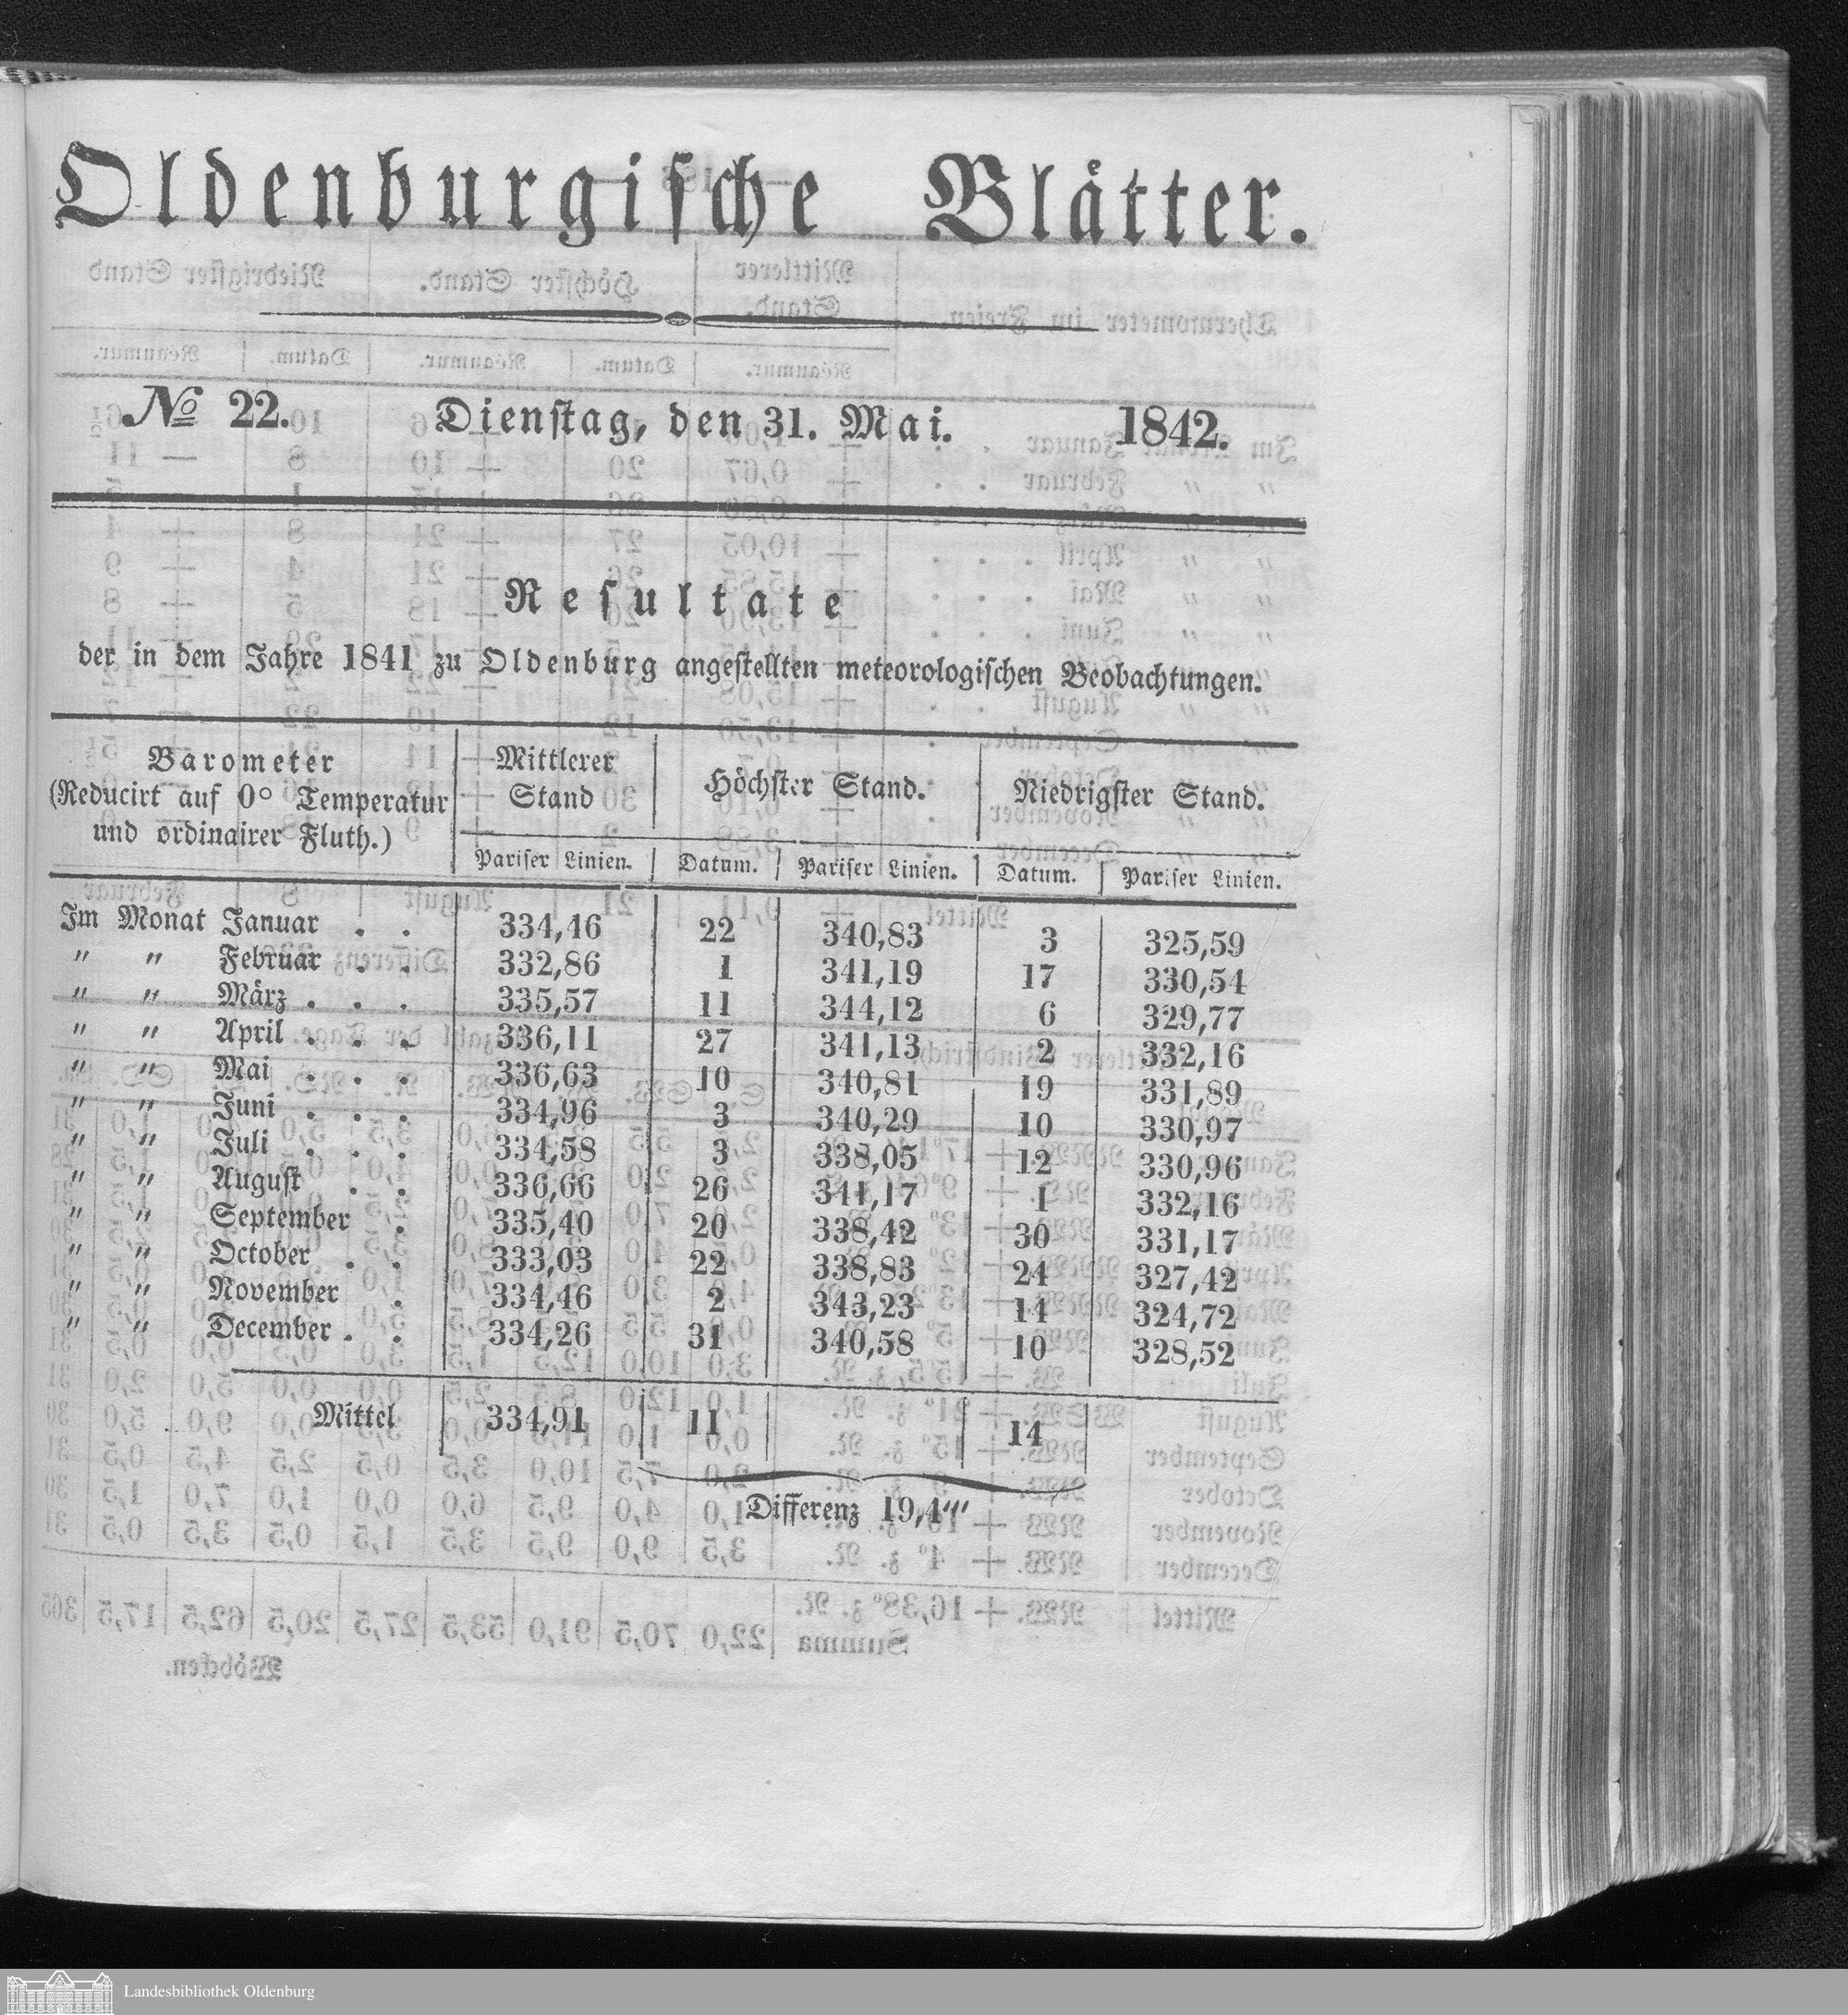 Oldenburgische Blåtter.
№ 22. Dienstag, den 31. Mai. 1842.
Resultate
der in dem Jahre 1841 zu Oldenburg angestellten meteorologischen Beobachtungen.
Barometer
(Reducirt auf 0° Temperatur
und ordinairer Fluth.)
Mittlerer
Stand
Höchster Stand.
Niedrigster Stand.
Pariser Linien. Datum. Pariser Linien. Datum. Pariser Linien.
Im Monat Januar . . 334,46 22 340,83 3 325,59
" " Februar . . 332,86 1 341,19 17 330,54
" " März . . . 335,57 11 344,12 6 329,77
" " April . . . 336,11 27 341,13 2 332,16
" " Mai . . . 336,63 10 340,81 19 331,89
" " Juni . . . 334,96 3 340,29 10 330,97
" " Juli . . . 334,58 3 338,05 12 330,96
" " August . . 336,66 26 341,17 1 332,16
" " September . 335,40 20 338,42 30 331,17
" " October . . 333,03 22 338,83 24 327,42
" " November . 334,46 2 343,23 14 324,72
" " December . . 334,26 31 340,58 10 328,52
Mittel 334,91 11 14
Differenz 19,4‴
Landesbibliothek Oldenburg